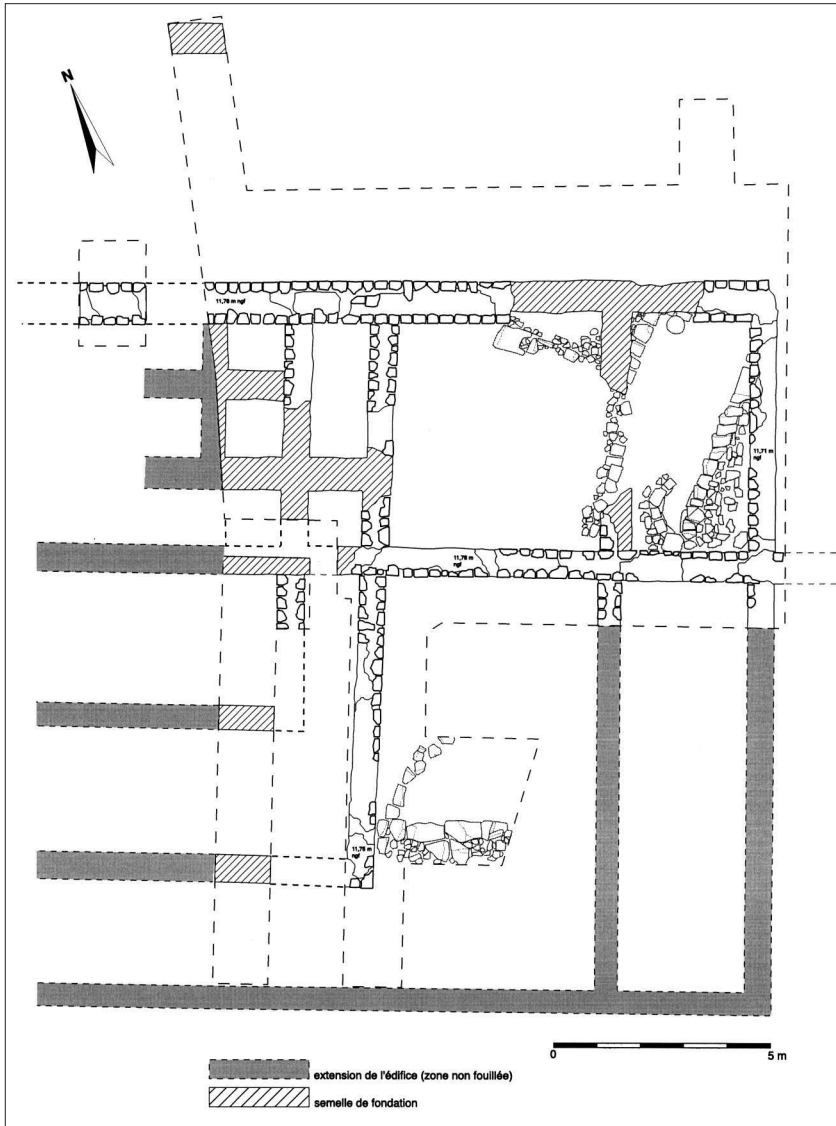 N
11,78 m ngf
11,71 m
ngf
11,78 m
ngf
11,76 m
ngf
0
5 m
extension de l'édifice (zone non fouillée)
semelle de fondation